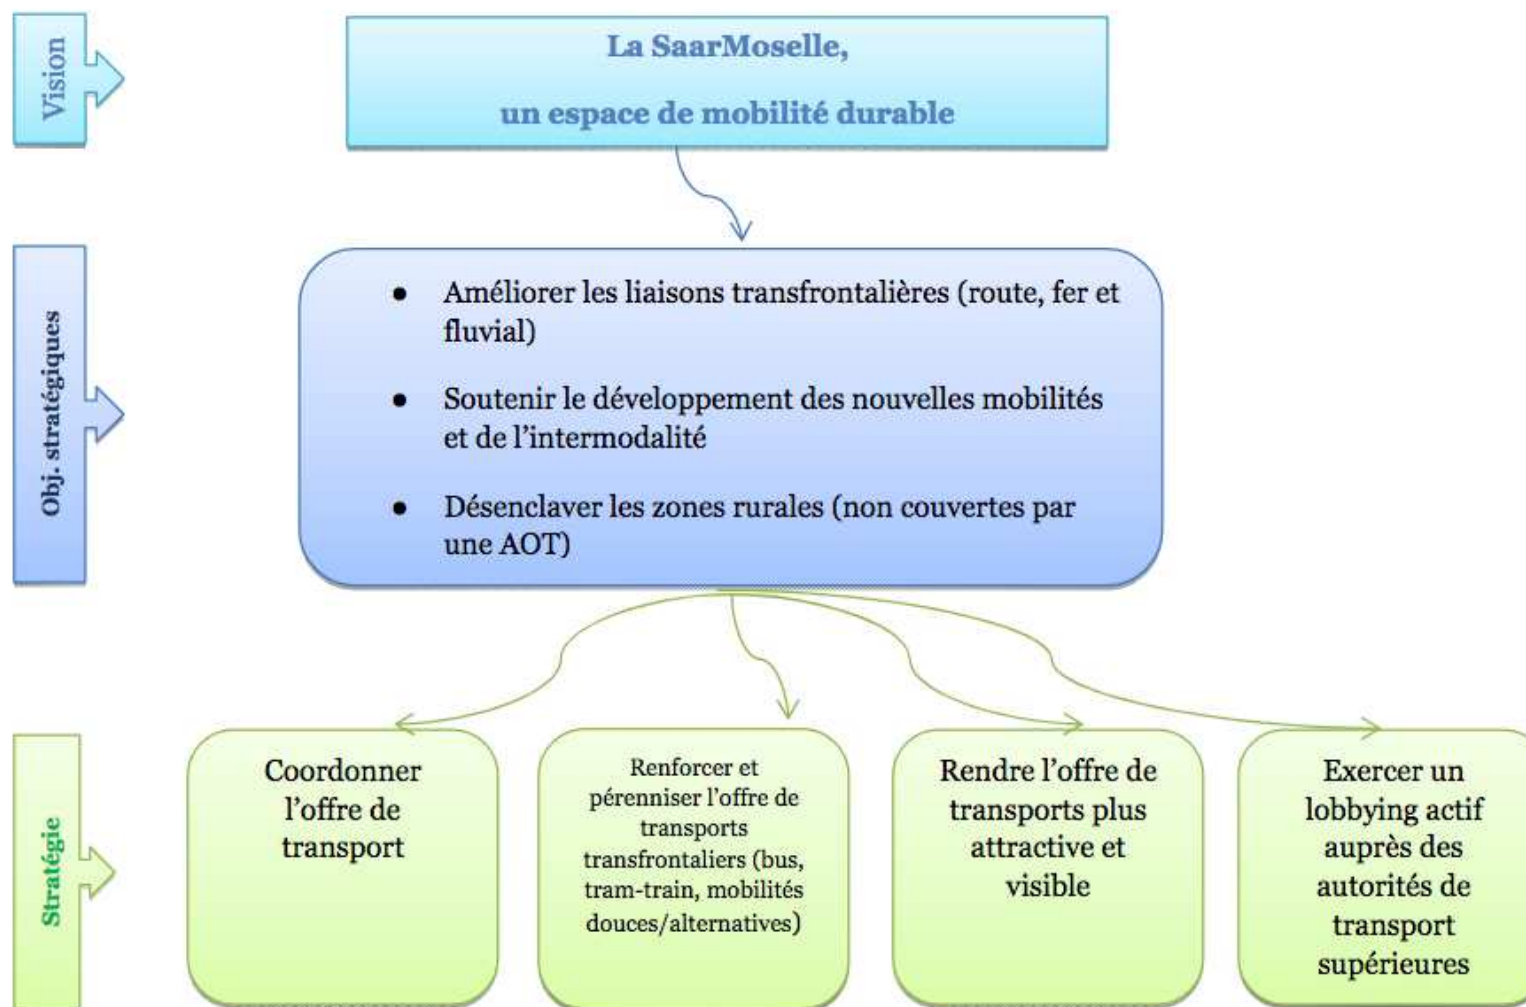 Vision
La SaarMoselle,
un espace de mobilité durable
Obj. stratégiques
● Améliorer les liaisons transfrontalières (route, fer et
fluvial)
● Soutenir le développement des nouvelles mobilités
et de l’intermodalité
● Désenclaver les zones rurales (non couvertes par
une AOT)
Stratégie
Coordonner
l’offre de
transport
Renforcer et
pérenniser l’offre de
transports
transfrontaliers (bus,
tram-train, mobilités
douces/alternatives)
Rendre l’offre de
transports plus
attractive et
visible
Exercer un
lobbying actif
auprès des
autorités de
transport
supérieures